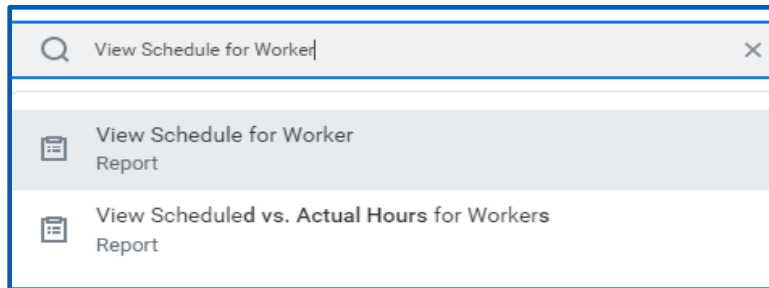 View Schedule for Worker
View Schedule for Worker
Report
View Scheduled vs. Actual Hours for Workers
Report